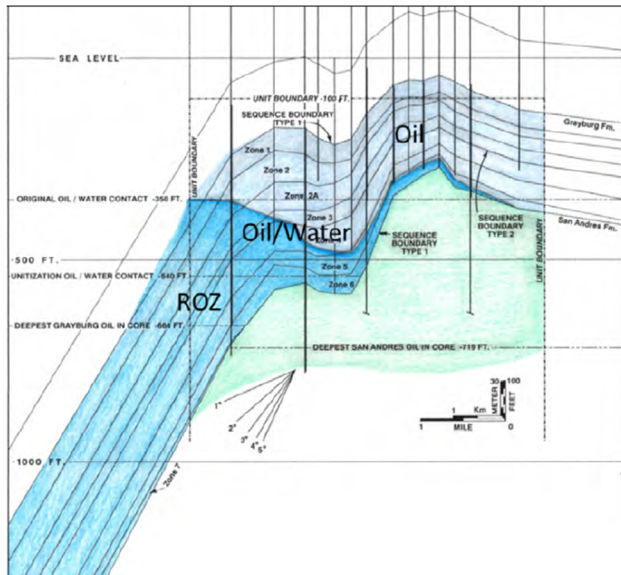 SEA LEVEL
UNIT BOUNDARY -100 FT.
SEQUENCE BOUNDARY
TYPE 1
Oil
Grayburg Fm.
UNIT BOUNDARY
Zone 1
Zone 2
Zone 2A
ORIGINAL OIL / WATER CONTACT -350 FT.
Zone 3
Oil/Water
SEQUENCE
BOUNDARY
TYPE 1
SEQUENCE
BOUNDARY
TYPE 2
San Andres Fm.
-500 FT.
Zone 5
UNITIZATION OIL / WATER CONTACT -540 FT.
Zone 6
UNIT BOUNDARY
ROZ
DEEPEST GRAYBURG OIL IN CORE -664 FT.
DEEPEST SAN ANDRES OIL IN CORE -719 FT.
1°
2°
3°
4°
5°
METER
30
100
FEET
0
1
Km
1
MILE
-1000 FT.
Zone 7